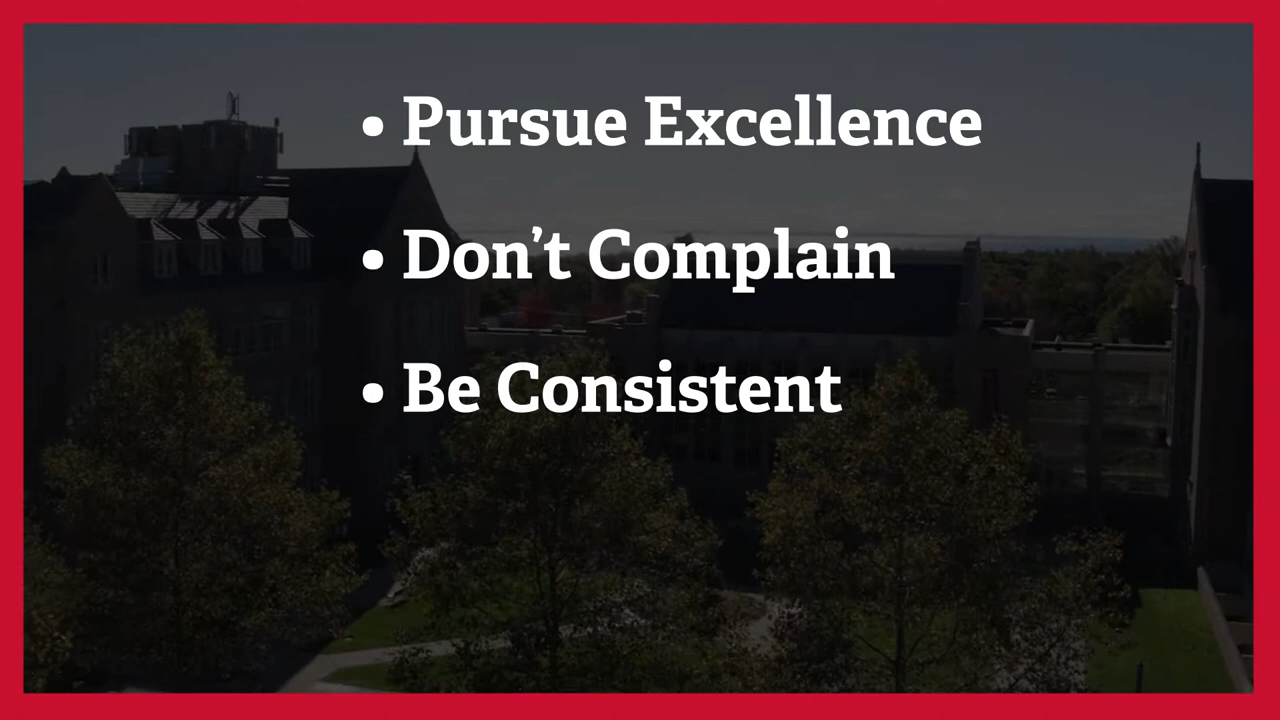 • Pursue Excellence
• Don’t Complain
• Be Consistent